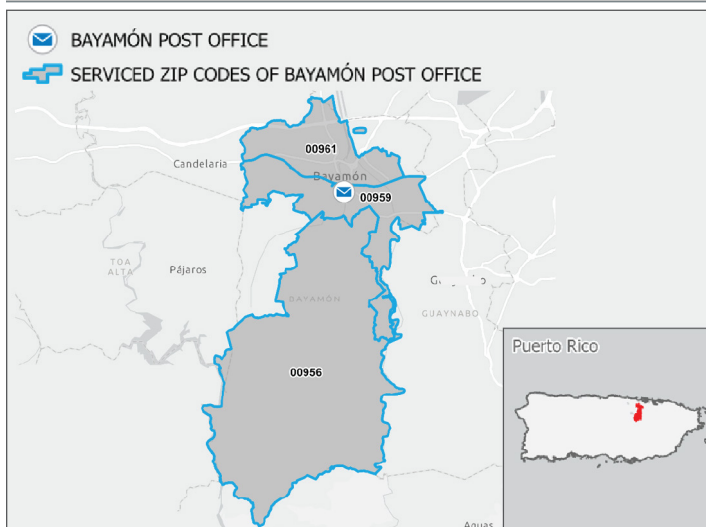 BAYAMÓN POST OFFICE
SERVICED ZIP CODES OF BAYAMÓN POST OFFICE
00961
Candelaria
Bayamón
00959
TOA
ALTA
Pájaros
BAYAMÓN
GUAYNABO
Puerto Rico
00956
Aguas